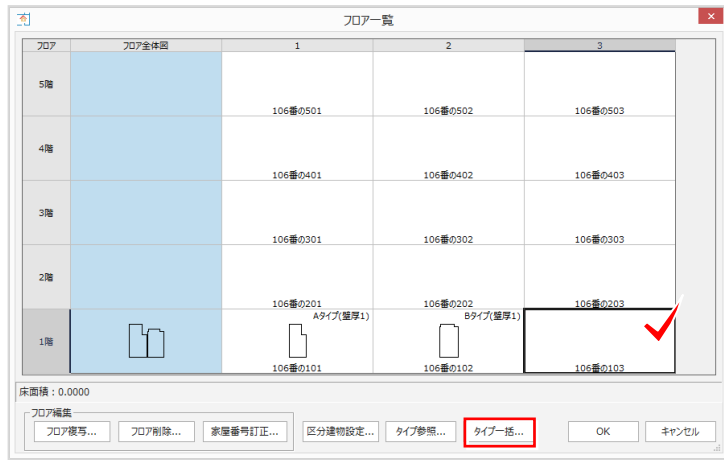 フロアー覧
フロア フロア全体図 1 2 3
5階
106番の501 106番の502 106番の503
4階
106番の401 106番の402 106番の403
3階
106番の301 106番の302 106番の303
2階
106番の201 106番の202 106番の203
Aタイプ(壁厚1) Bタイプ(壁厚1)
1階
106番の101 106番の102 106番の103
床面積：0.0000
フロア編集
フロア複写... フロア削除... 家屋番号訂正... 区分建物設定... タイプ参照... タイプ一括... OK キャンセル